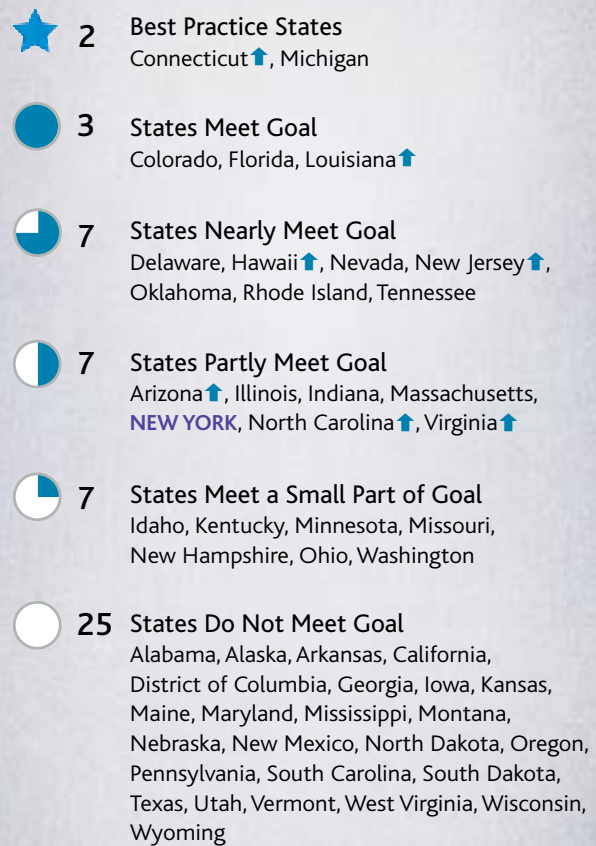 2 Best Practice States
Connecticut⬆, Michigan
3 States Meet Goal
Colorado, Florida, Louisiana⬆
7 States Nearly Meet Goal
Delaware, Hawaii⬆, Nevada, New Jersey⬆,
Oklahoma, Rhode Island, Tennessee
7 States Partly Meet Goal
Arizona⬆, Illinois, Indiana, Massachusetts,
NEW YORK, North Carolina⬆, Virginia⬆
7 States Meet a Small Part of Goal
Idaho, Kentucky, Minnesota, Missouri,
New Hampshire, Ohio, Washington
25 States Do Not Meet Goal
Alabama, Alaska, Arkansas, California,
District of Columbia, Georgia, Iowa, Kansas,
Maine, Maryland, Mississippi, Montana,
Nebraska, New Mexico, North Dakota, Oregon,
Pennsylvania, South Carolina, South Dakota,
Texas, Utah, Vermont, West Virginia, Wisconsin,
Wyoming